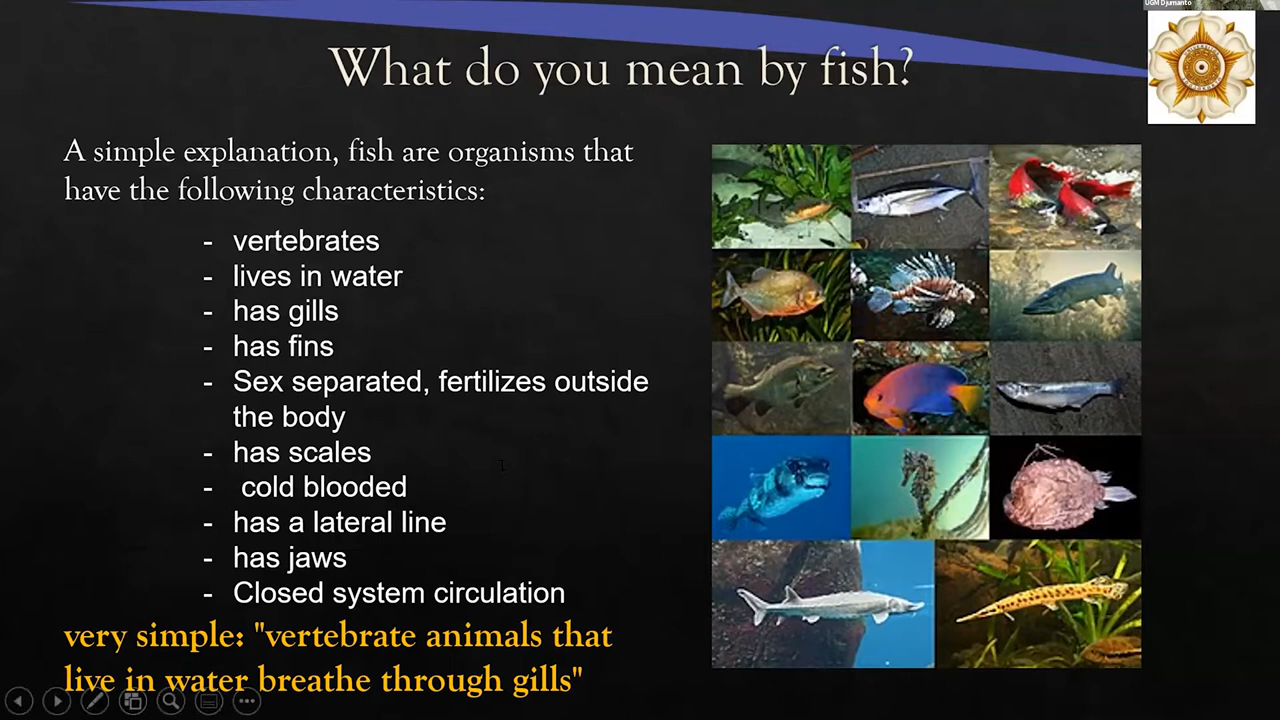 UGM Djumanto
What do you mean by fish?
A simple explanation, fish are organisms that
have the following characteristics:
- vertebrates
- lives in water
- has gills
- has fins
- Sex separated, fertilizes outside
the body
- has scales
- cold blooded
- has a lateral line
- has jaws
- Closed system circulation
very simple: "vertebrate animals that
live in water breathe through gills"